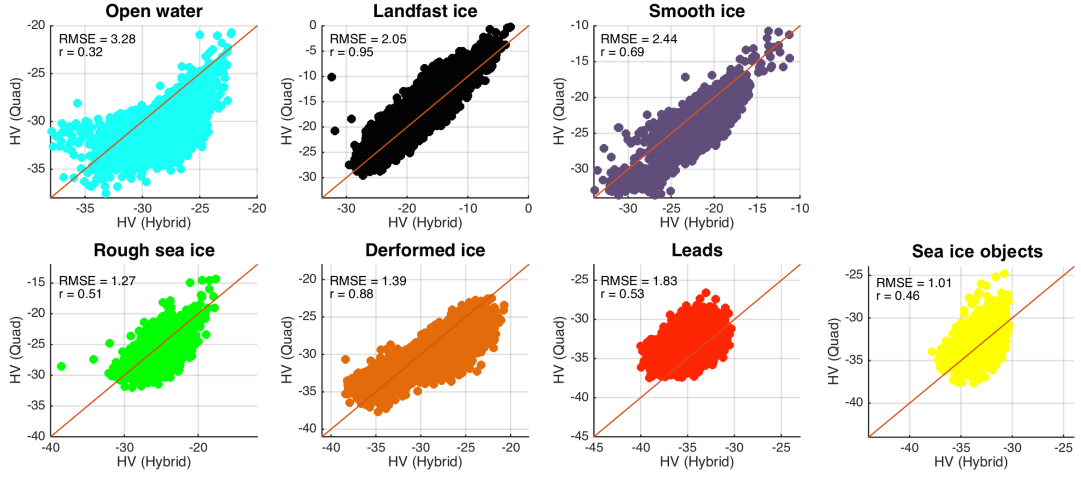 Open water
RMSE = 3.28
r = 0.32
-20
-25
-30
-35
HV (Quad)
-35
-30
-25
-20
HV (Hybrid)
Landfast ice
RMSE = 2.05
r = 0.95
0
-5
-10
-15
-20
-25
-30
HV (Quad)
-30
-20
-10
0
HV (Hybrid)
Smooth ice
RMSE = 2.44
r = 0.69
-10
-15
-20
-25
-30
HV (Quad)
-30
-25
-20
-15
-10
HV (Hybrid)
Rough sea ice
RMSE = 1.27
r = 0.51
-15
-20
-25
-30
-35
-40
HV (Quad)
-40
-30
-20
HV (Hybrid)
Derformed ice
RMSE = 1.39
r = 0.88
-20
-25
-30
-35
-40
HV (Quad)
-40
-30
-20
HV (Hybrid)
Leads
RMSE = 1.83
r = 0.53
-25
-30
-35
-40
-45
HV (Quad)
-45
-40
-35
-30
-25
HV (Hybrid)
Sea ice objects
RMSE = 1.01
r = 0.46
-25
-30
-35
-40
HV (Quad)
-40
-35
-30
-25
HV (Hybrid)